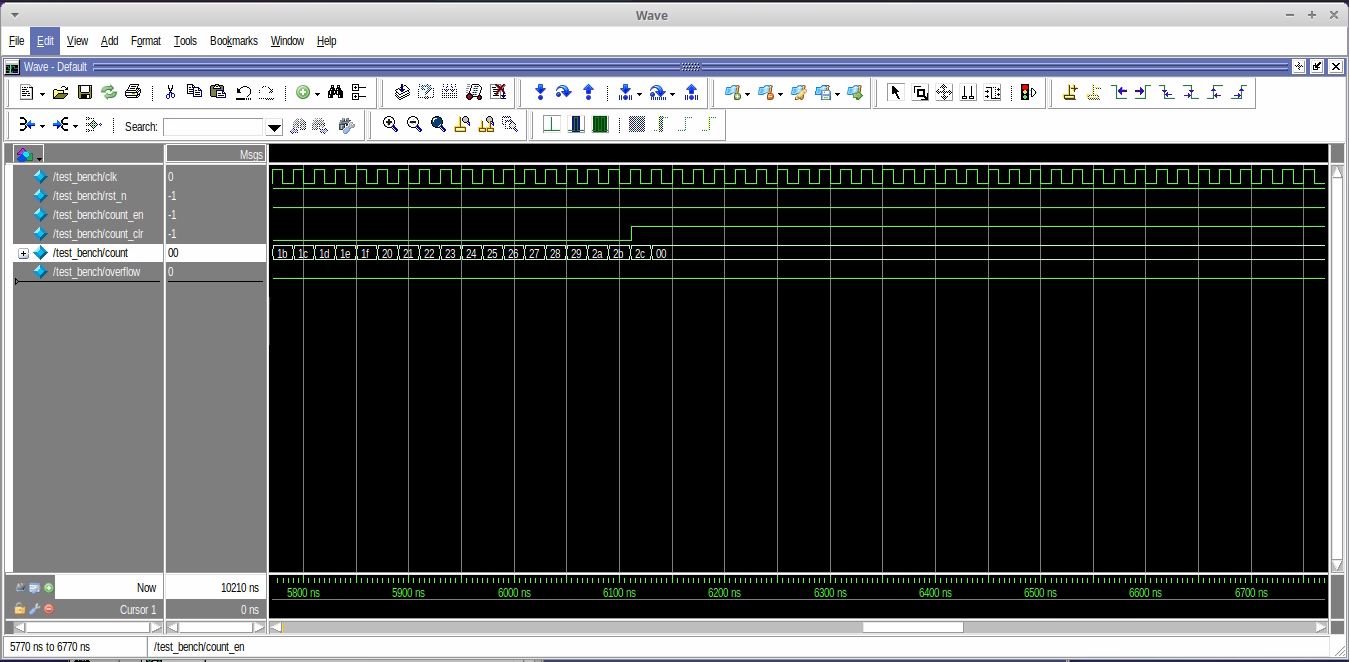 Wave
File Edit View Add Format Tools Bookmarks Window Help
Wave - Default
Search:
Msgs
/test_bench/clk 0
/test_bench/rst_n -1
/test_bench/count_en -1
/test_bench/count_clr -1
/test_bench/count 00 1b 1c 1d 1e 1f 20 21 22 23 24 25 26 27 28 29 2a 2b 2c 00
/test_bench/overflow 0
Now 10210 ns 5800 ns 5900 ns 6000 ns 6100 ns 6200 ns 6300 ns 6400 ns 6500 ns 6600 ns 6700 ns
Cursor 1 0 ns
5770 ns to 6770 ns /test_bench/count_en